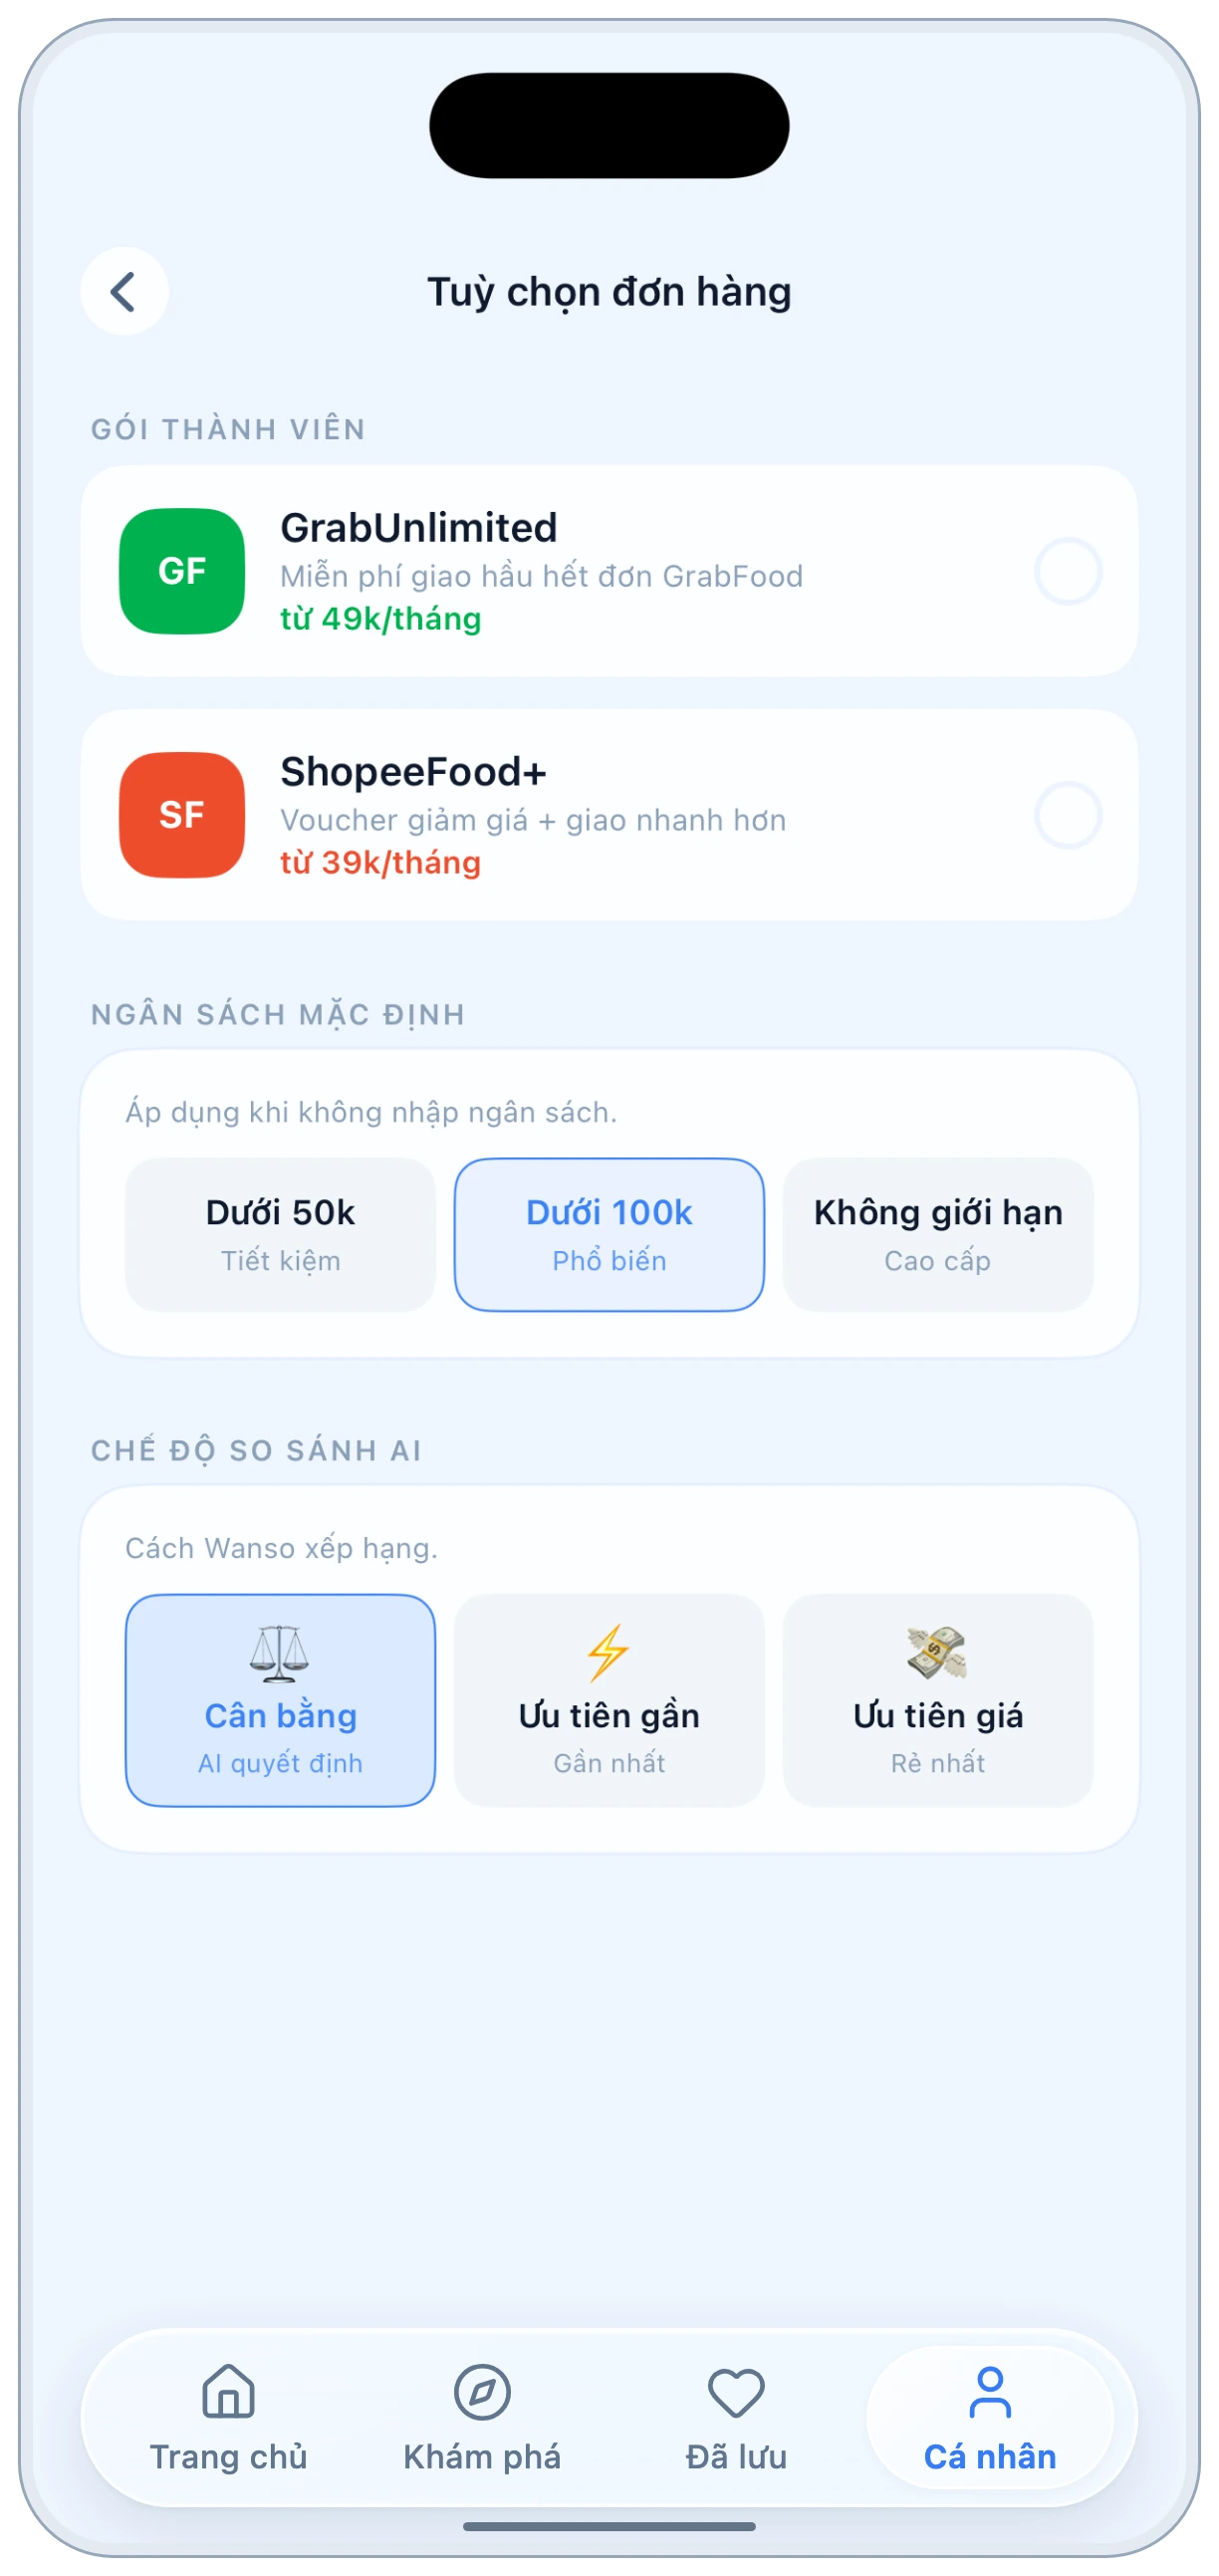 Tuỳ chọn đơn hàng
GÓI THÀNH VIÊN
GF
GrabUnlimited
Miễn phí giao hầu hết đơn GrabFood
từ 49k/tháng
SF
ShopeeFood+
Voucher giảm giá + giao nhanh hơn
từ 39k/tháng
NGÂN SÁCH MẶC ĐỊNH
Áp dụng khi không nhập ngân sách.
Dưới 50k
Tiết kiệm
Dưới 100k
Phổ biến
Không giới hạn
Cao cấp
CHẾ ĐỘ SO SÁNH AI
Cách Wanso xếp hạng.
Cân bằng
AI quyết định
Ưu tiên gần
Gần nhất
Ưu tiên giá
Rẻ nhất
Trang chủ
Khám phá
Đã lưu
Cá nhân